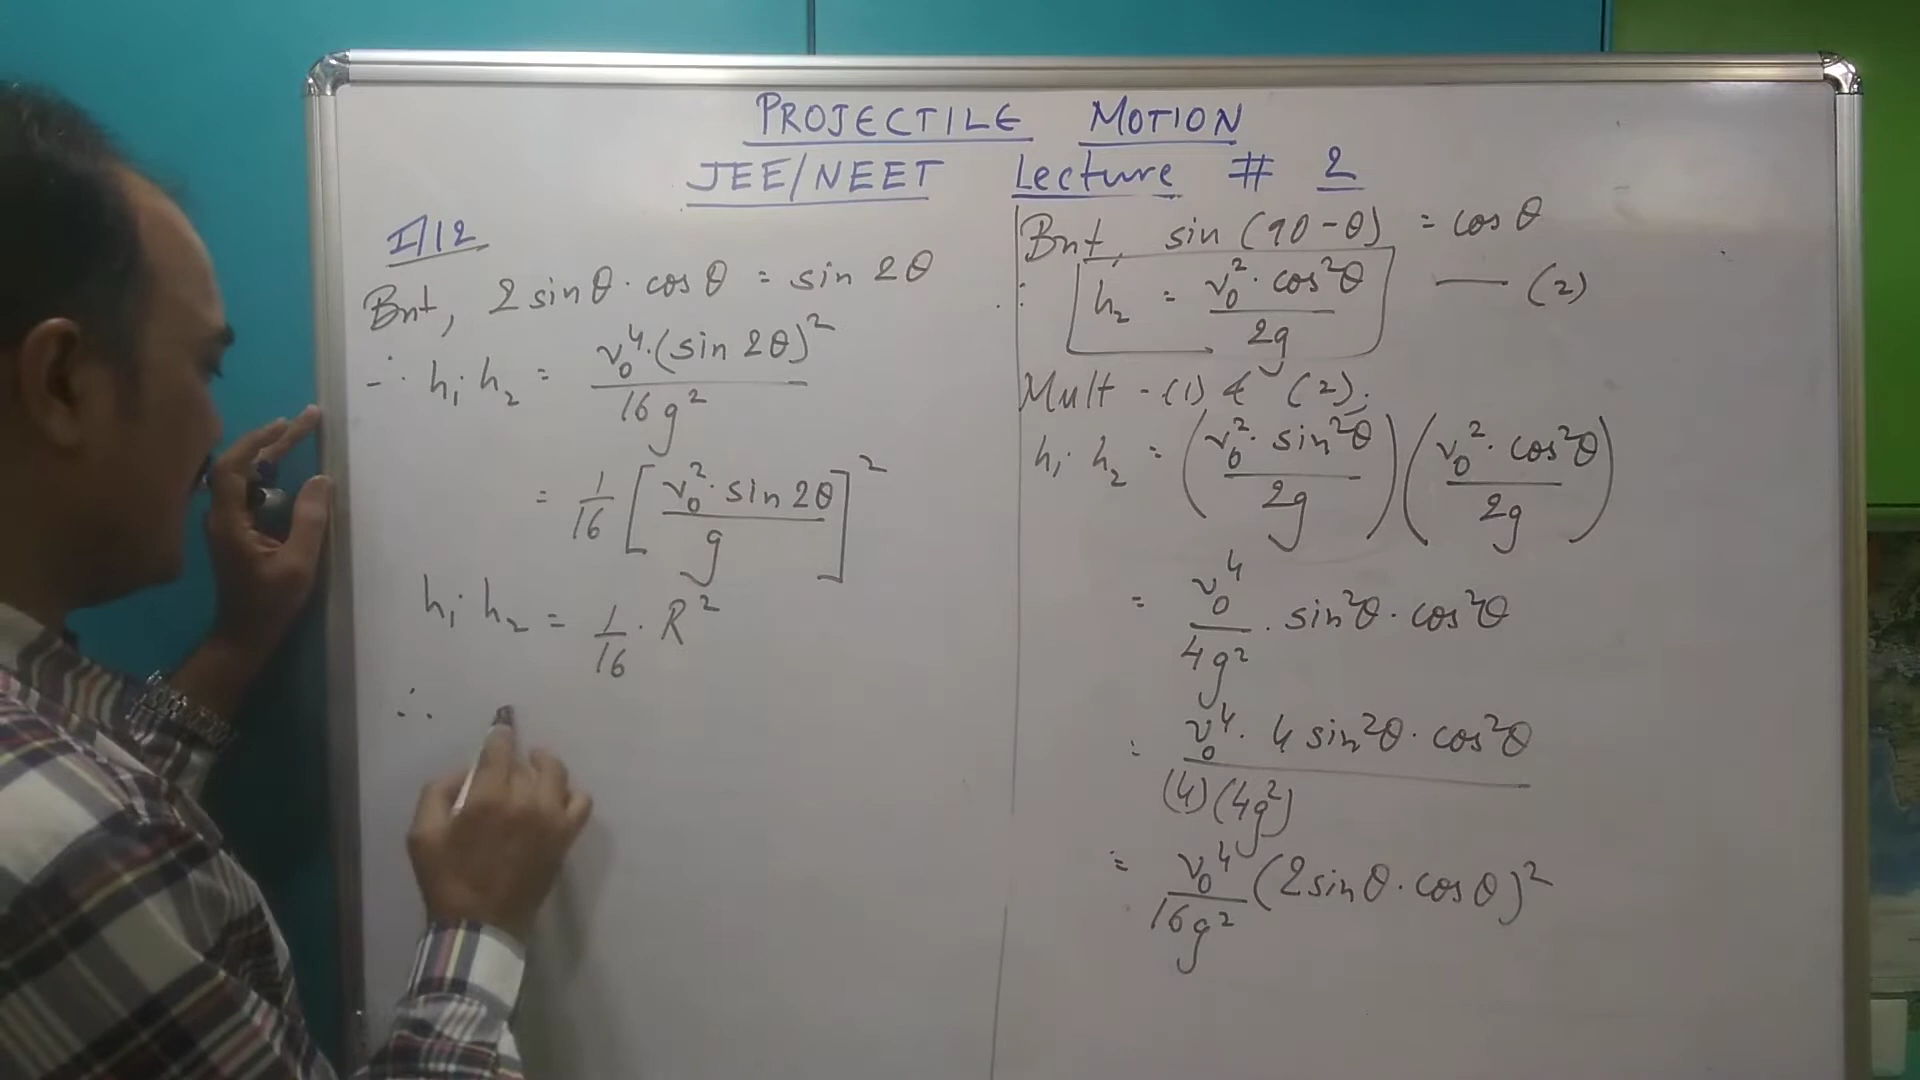 PROJECTILE MOTION
JEE/NEET Lecture # 2
I/12
But, 2 sinθ · cosθ = sin 2θ
∴ h₁ h₂ = v₀⁴·(sin 2θ)² / 16g²
= 1/16 [v₀² · sin 2θ / g]²
h₁ h₂ = 1/16 · R²
∴
But, sin (90 - θ) = cos θ
∴ h₂ = v₀² · cos²θ / 2g — (2)
Mult - (1) & (2),
h₁ · h₂ = (v₀² · sin²θ / 2g) (v₀² · cos²θ / 2g)
= v₀⁴ / 4g² · sin²θ · cos²θ
= v₀⁴ · 4 sin²θ · cos²θ / (4)(4g²)
= v₀⁴ / 16g² (2 sinθ · cosθ)²